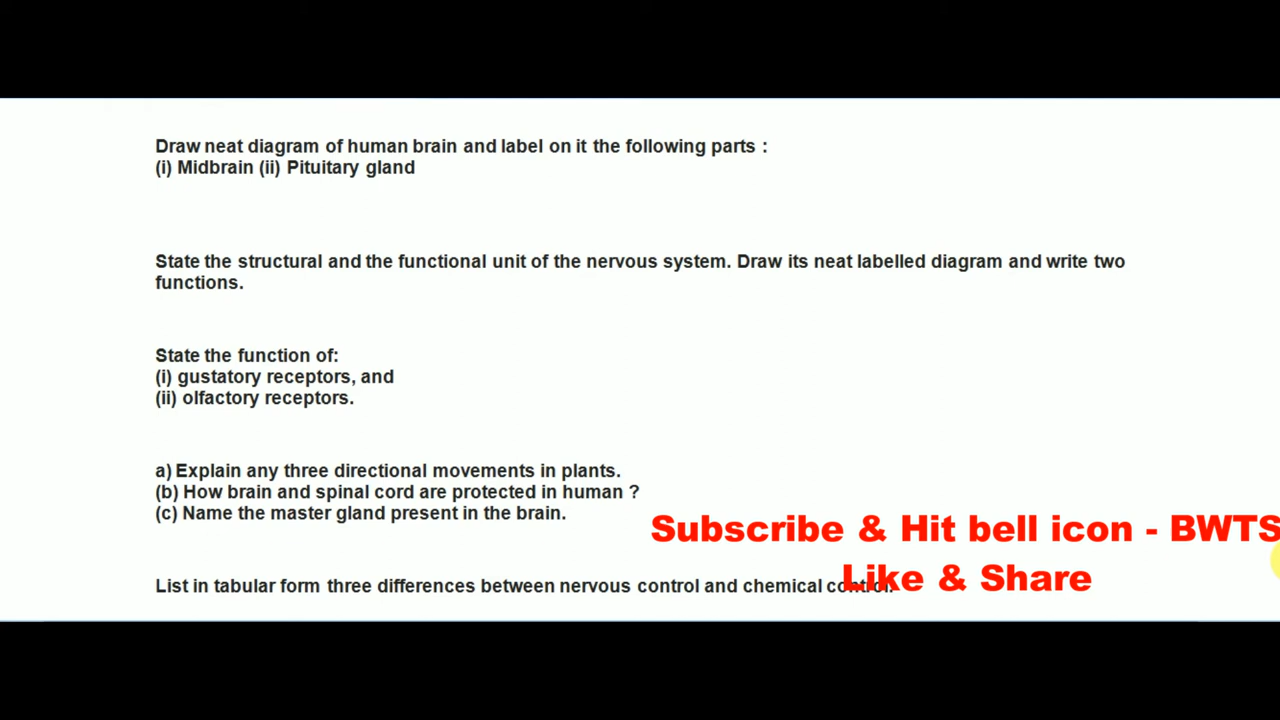 Draw neat diagram of human brain and label on it the following parts :
(i) Midbrain (ii) Pituitary gland
State the structural and the functional unit of the nervous system. Draw its neat labelled diagram and write two
functions.
State the function of:
(i) gustatory receptors, and
(ii) olfactory receptors.
a) Explain any three directional movements in plants.
(b) How brain and spinal cord are protected in human ?
(c) Name the master gland present in the brain.
Subscribe & Hit bell icon - BWTS
Like & Share
List in tabular form three differences between nervous control and chemical control.